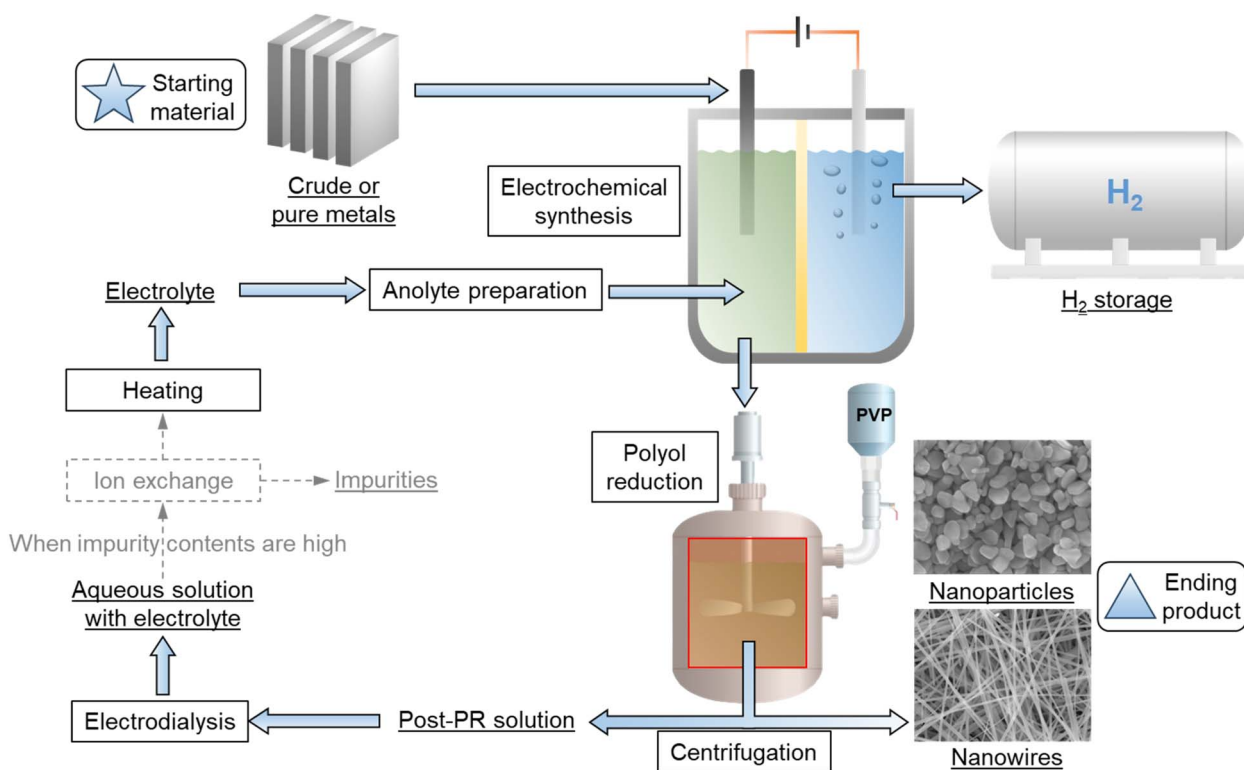 Starting
material
Crude or
pure metals
Electrochemical
synthesis
H2
H2 storage
Electrolyte
Anolyte preparation
Heating
Ion exchange
Impurities
When impurity contents are high
Aqueous solution
with electrolyte
Electrodialysis
Post-PR solution
Polyol
reduction
PVP
Centrifugation
Nanoparticles
Nanowires
Ending
product